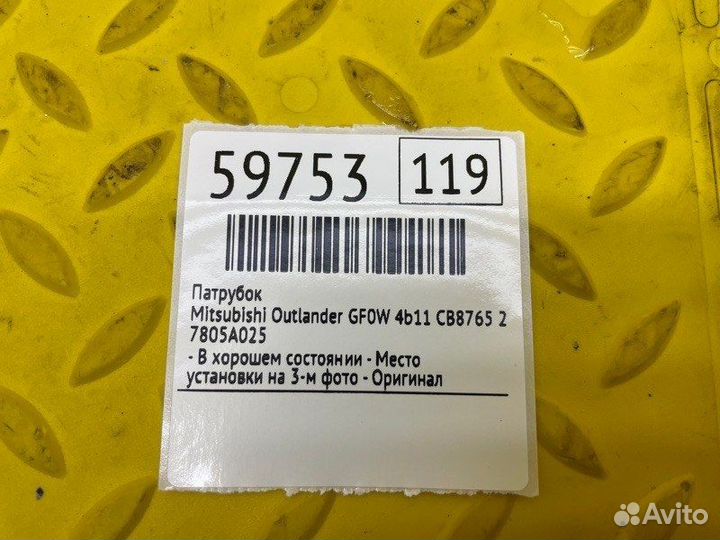 59753 119
Патрубок
Mitsubishi Outlander GF0W 4b11 CB8765 2
7805A025
- В хорошем состоянии - Место
установки на 3-м фото - Оригинал
Avito